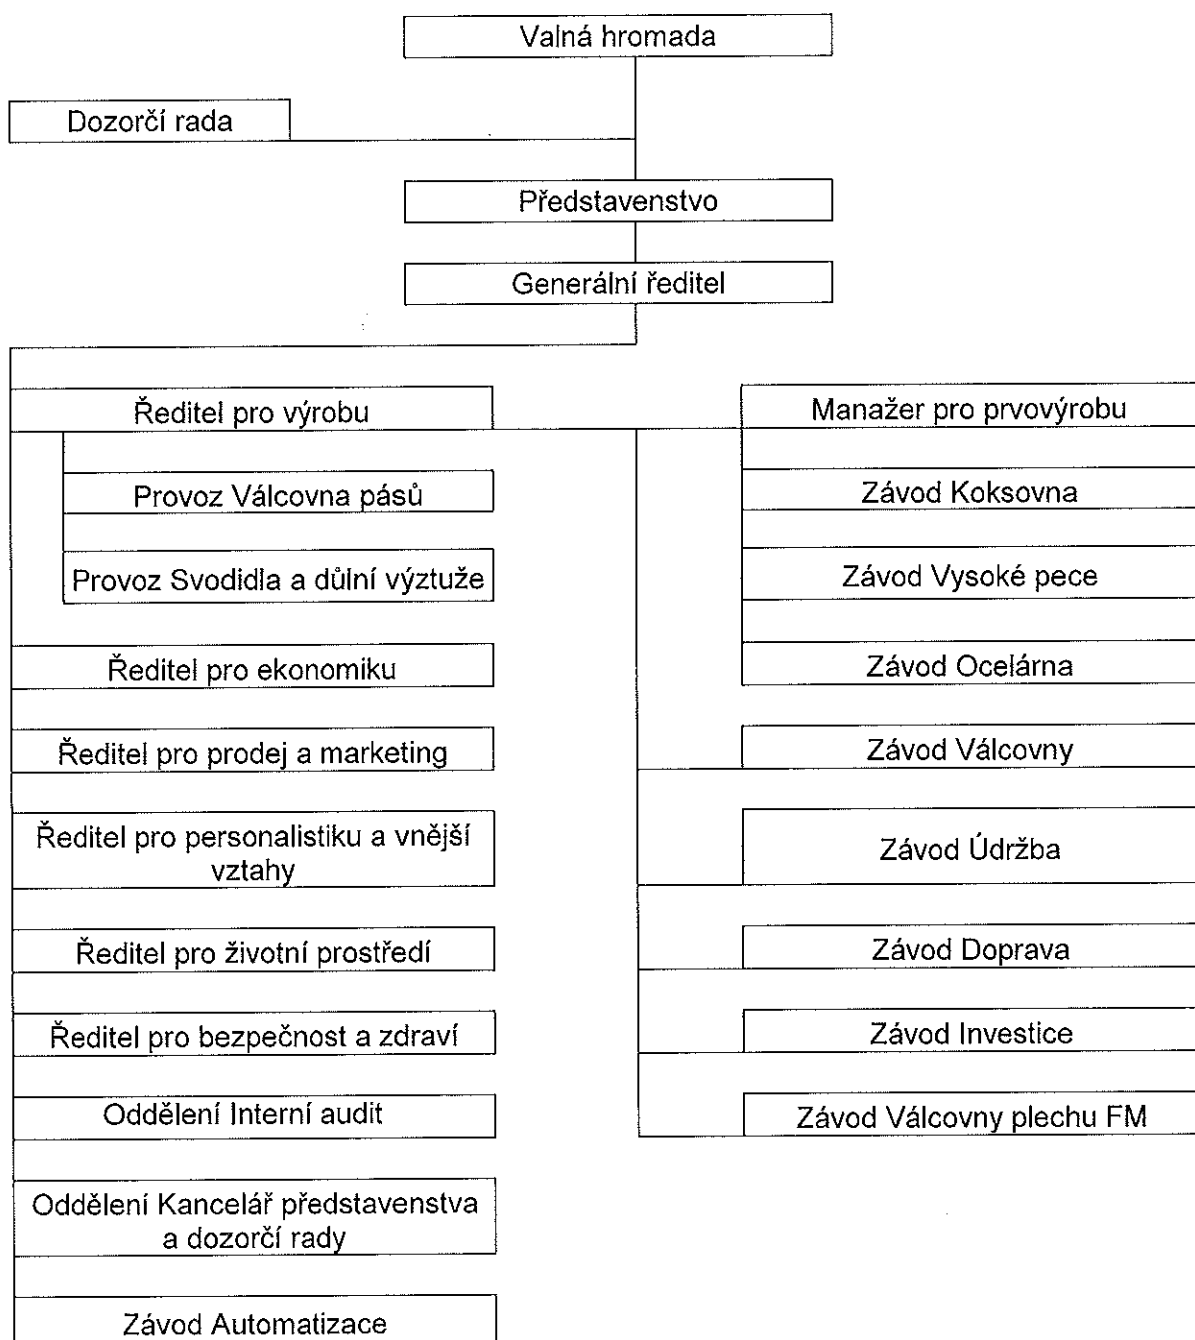 Valná hromada
Dozorčí rada
Představenstvo
Generální ředitel
Ředitel pro výrobu
Provoz Válcovna pásů
Provoz Svodidla a důlní výztuže
Ředitel pro ekonomiku
Ředitel pro prodej a marketing
Ředitel pro personalistiku a vnější
vztahy
Ředitel pro životní prostředí
Ředitel pro bezpečnost a zdraví
Oddělení Interní audit
Oddělení Kancelář představenstva
a dozorčí rady
Závod Automatizace
Manažer pro prvovýrobu
Závod Koksovna
Závod Vysoké pece
Závod Ocelárna
Závod Válcovny
Závod Údržba
Závod Doprava
Závod Investice
Závod Válcovny plechu FM